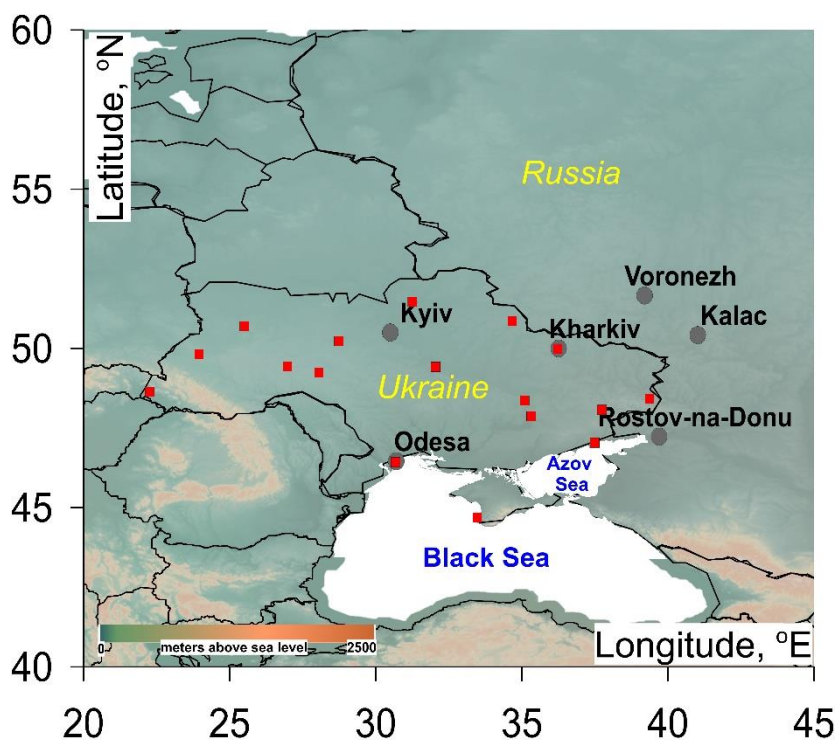 60
55
50
45
40
Latitude, °N
Russia
Voronezh
Kyiv
Kalac
Kharkiv
Ukraine
Rostov-na-Donu
Odesa
Azov
Sea
Black Sea
0 meters above sea level 2500
Longitude, °E
20 25 30 35 40 45